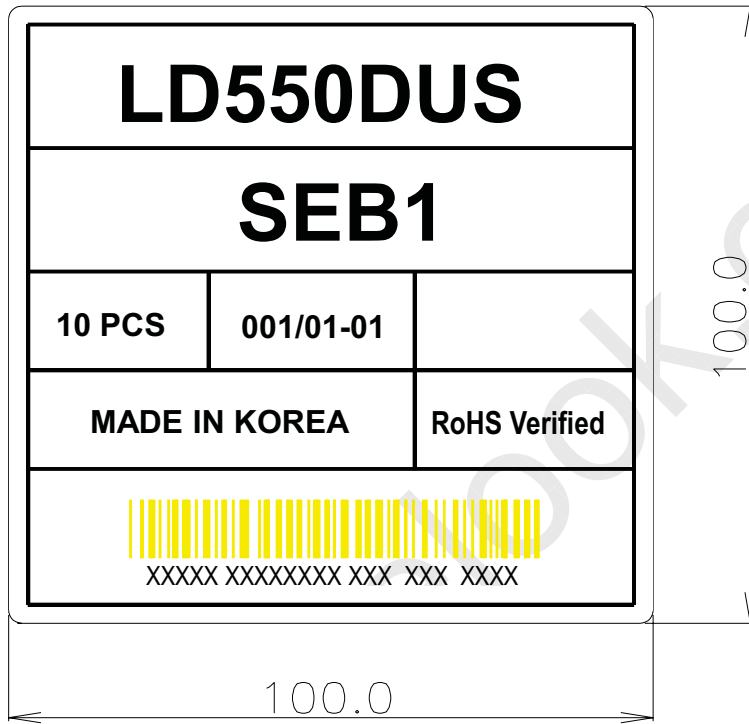 LD550DUS
SEB1
10 PCS 001/01-01
MADE IN KOREA RoHS Verified
XXXXX XXXXXXXX XXX XXX XXXX
100.0
100.0